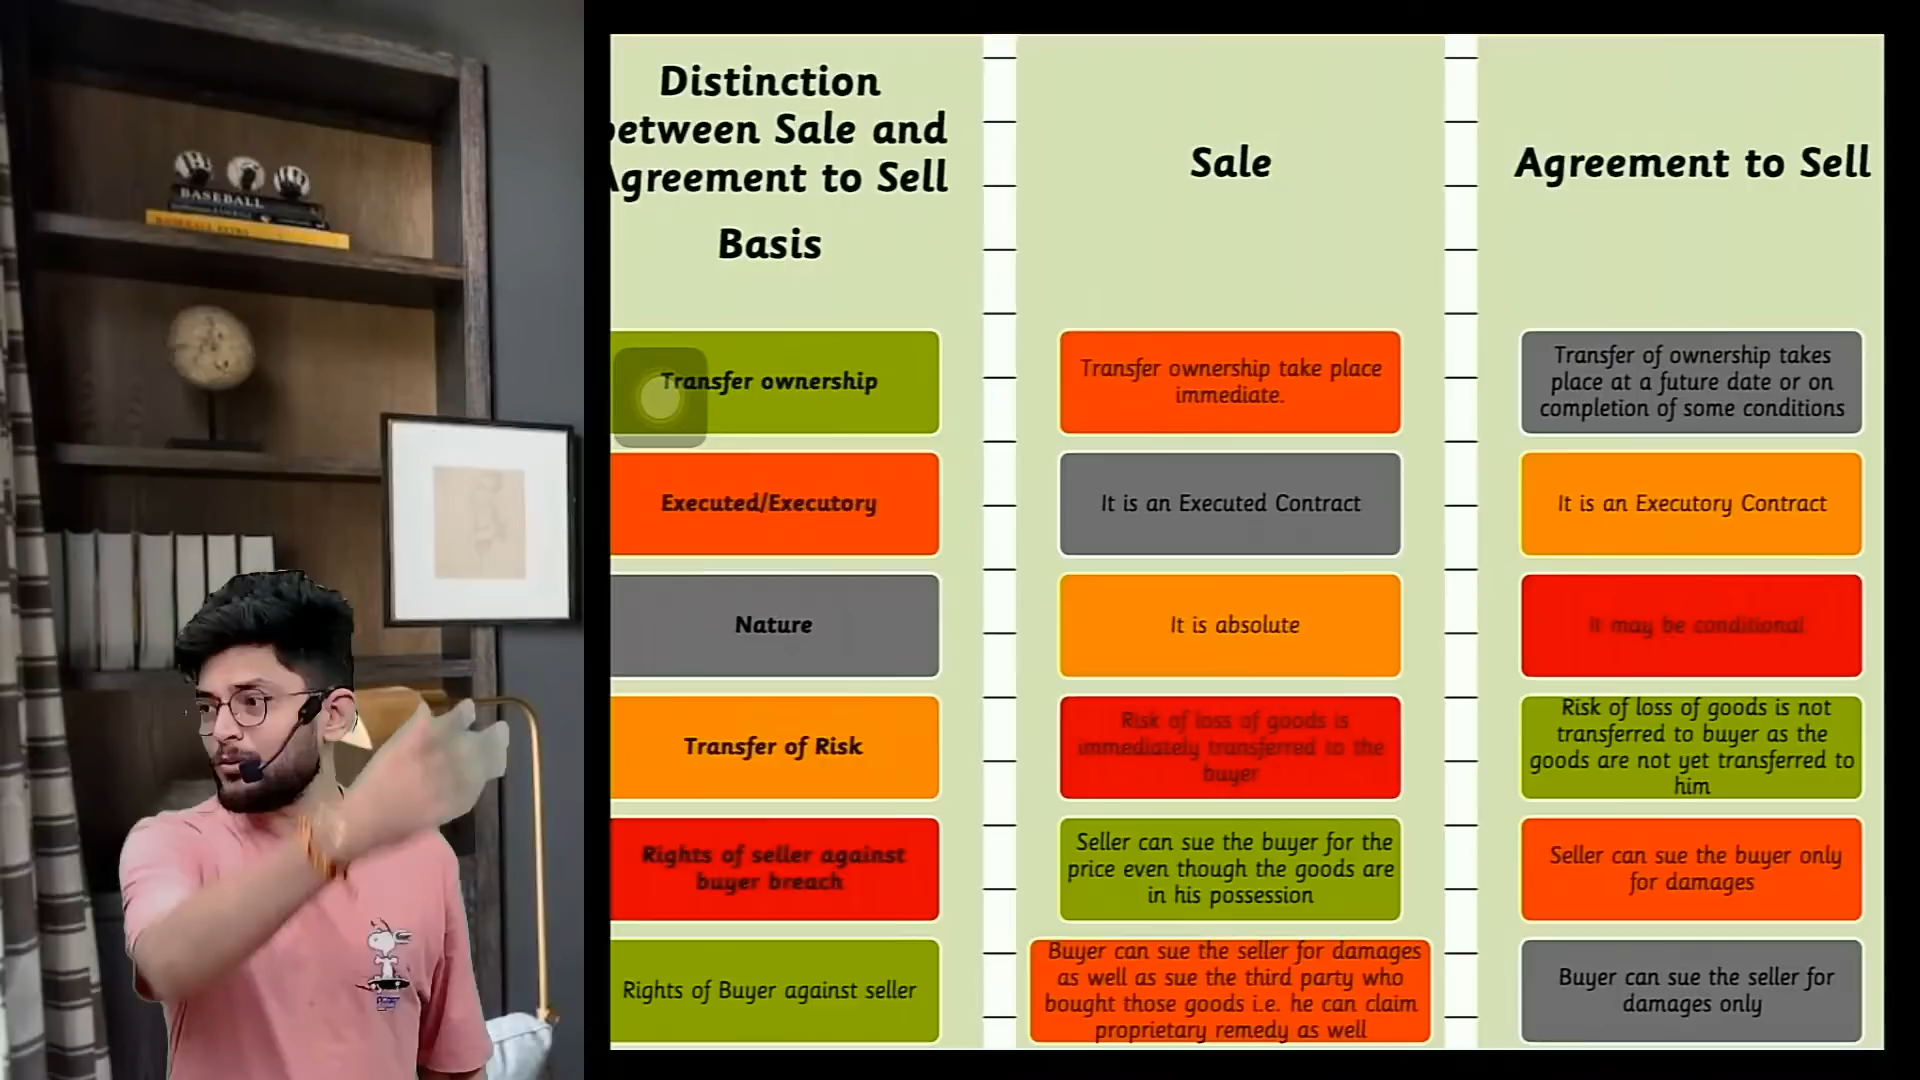 BASEBALL
Distinction
between Sale and
Agreement to Sell
Basis
Sale
Agreement to Sell
Transfer ownership
Transfer ownership take place
immediate.
Transfer of ownership takes
place at a future date or on
completion of some conditions
Executed/Executory
It is an Executed Contract
It is an Executory Contract
Nature
It is absolute
It may be conditional
Transfer of Risk
Risk of loss of goods is
immediately transferred to the
buyer
Risk of loss of goods is not
transferred to buyer as the
goods are not yet transferred to
him
Rights of seller against
buyer breach
Seller can sue the buyer for the
price even though the goods are
in his possession
Seller can sue the buyer only
for damages
Rights of Buyer against seller
Buyer can sue the seller for damages
as well as sue the third party who
bought those goods i.e. he can claim
proprietary remedy as well
Buyer can sue the seller for
damages only